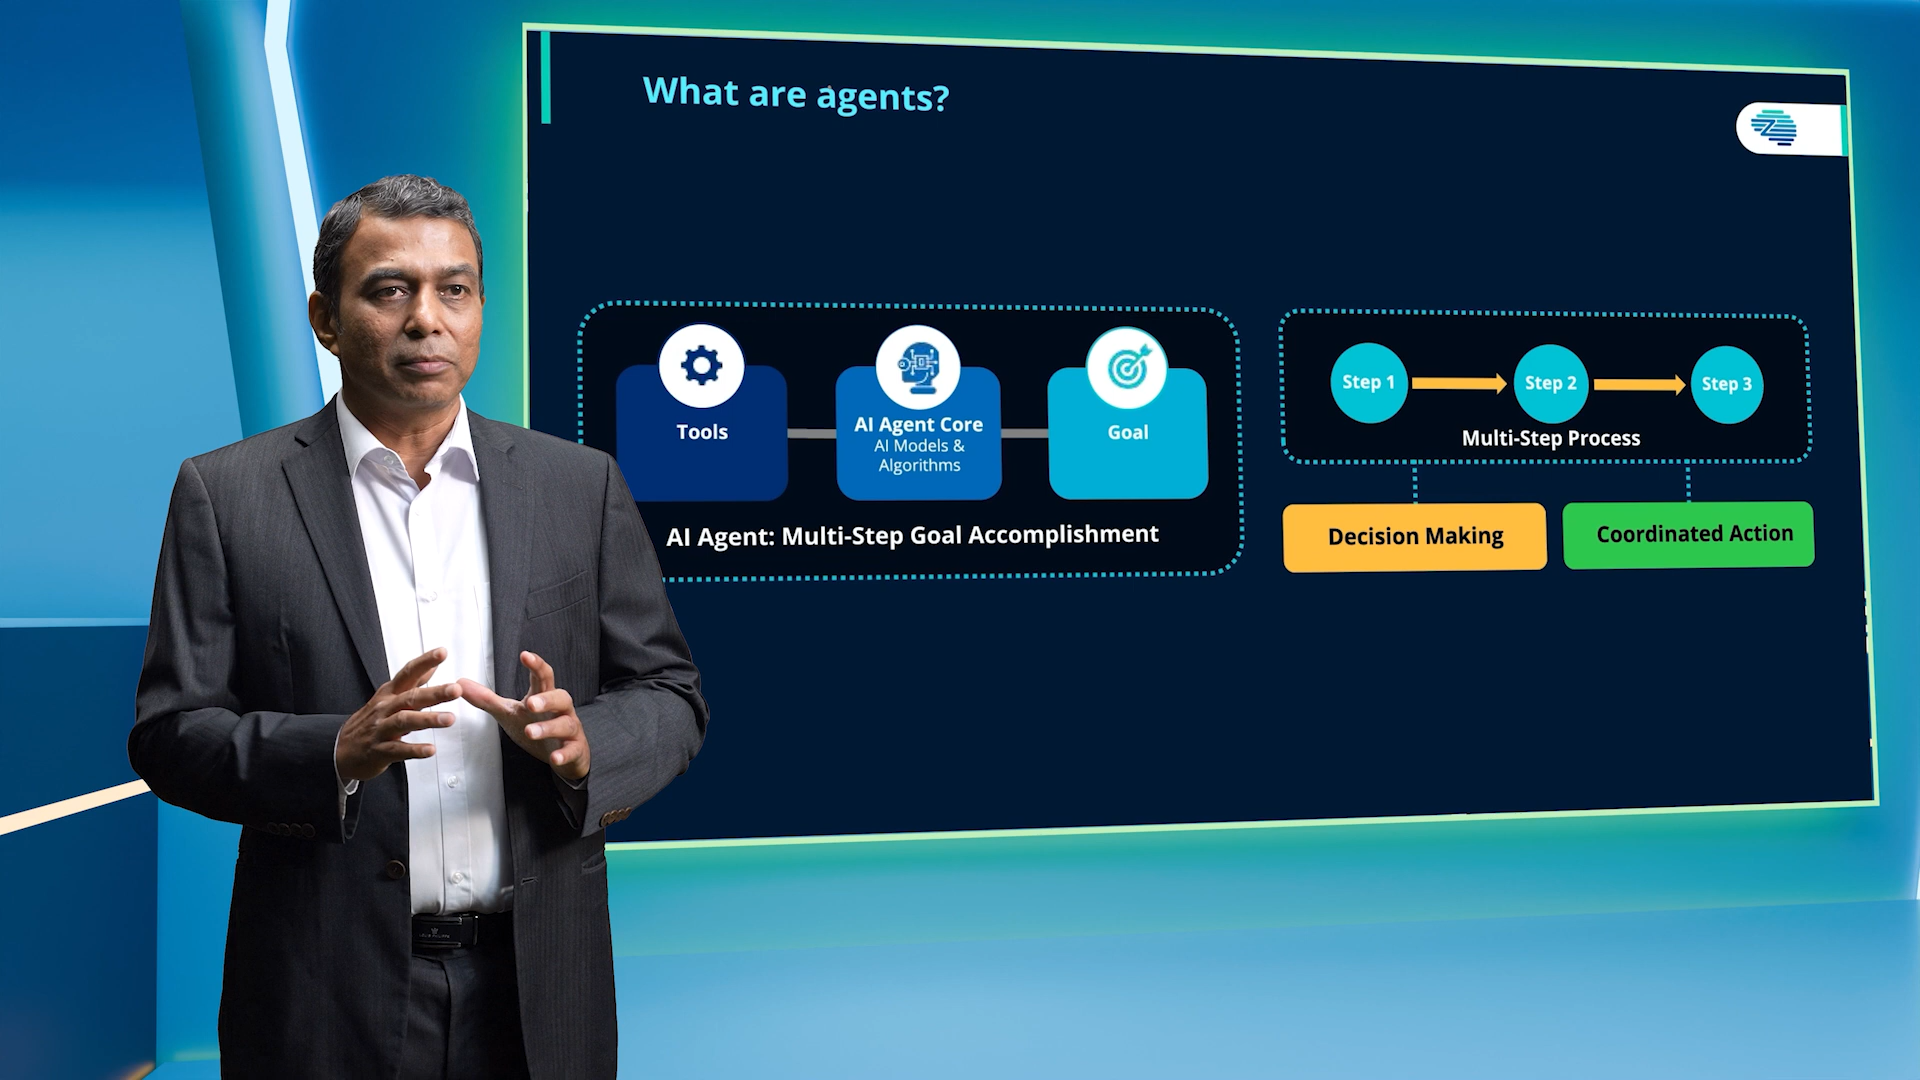 What are agents?
Tools
AI Agent Core
AI Models &
Algorithms
Goal
AI Agent: Multi-Step Goal Accomplishment
Step 1
Step 2
Step 3
Multi-Step Process
Decision Making
Coordinated Action